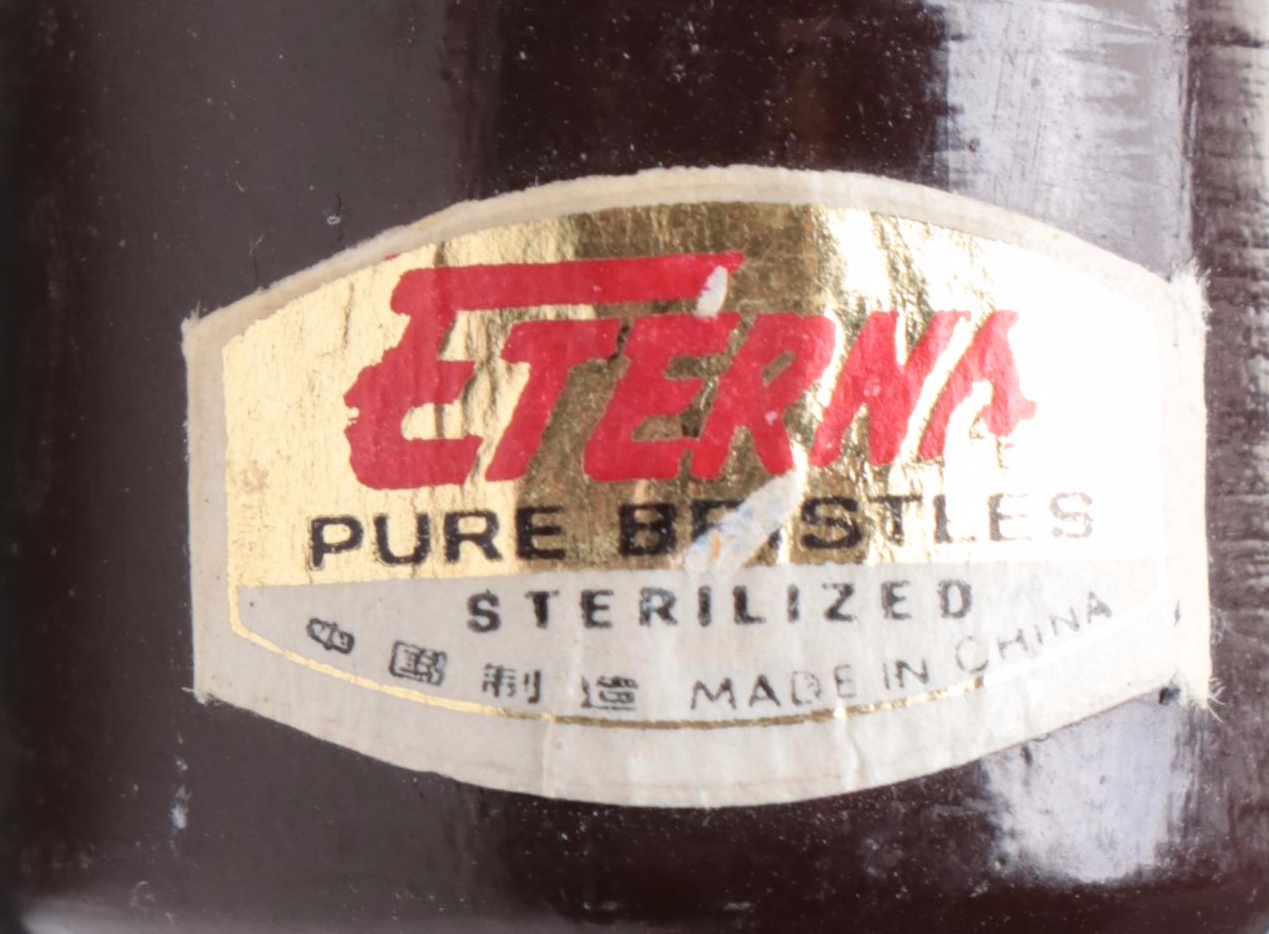 ETERNA
PURE BRISTLES
STERILIZED
中國制造 MADE IN CHINA